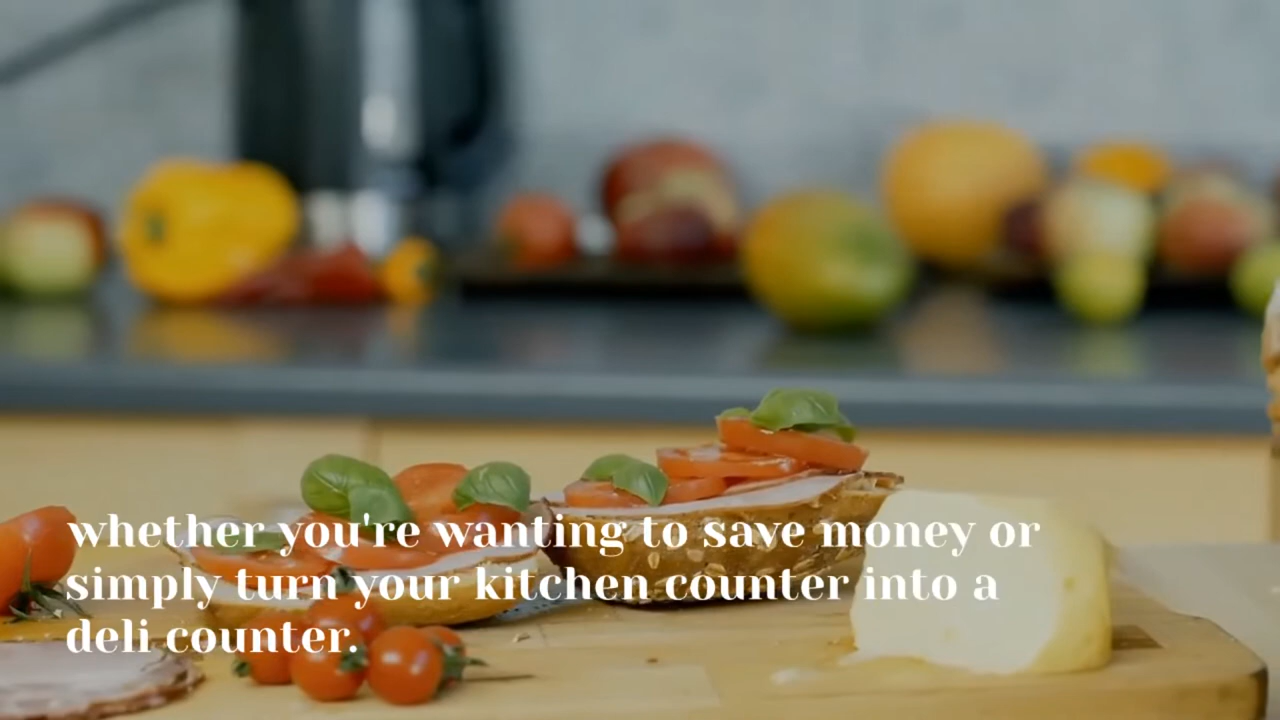 whether you're wanting to save money or
simply turn your kitchen counter into a
deli counter.